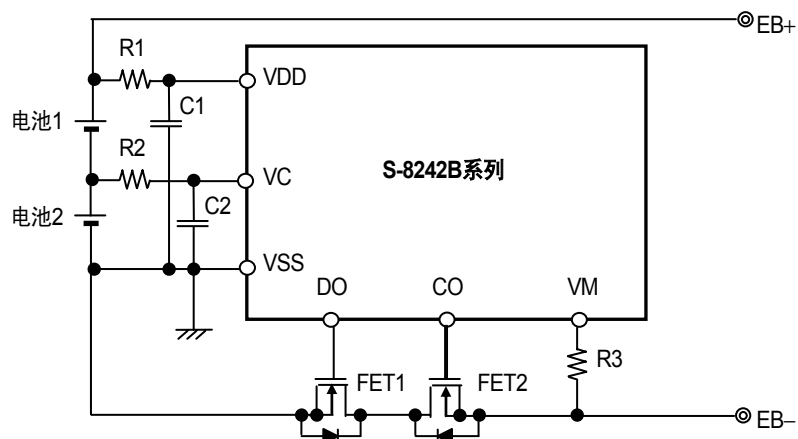 EB+
R1
VDD
C1
电池1
R2
VC
S-8242B系列
C2
电池2
VSS
DO
CO
VM
R3
FET1
FET2
EB−